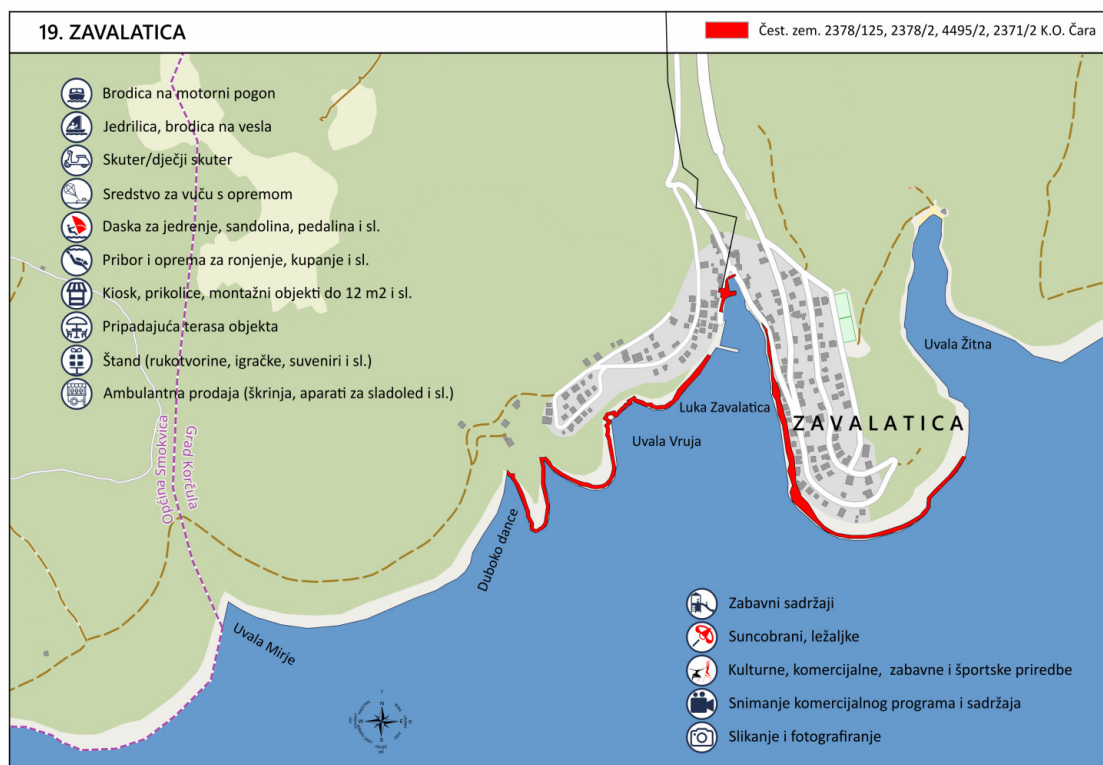 19. ZAVALATICA
Čest. zem. 2378/125, 2378/2, 4495/2, 2371/2 K.O. Čara
Brodica na motorni pogon
Jedrilica, brodica na vesla
Skuter/dječji skuter
Sredstvo za vuču s opremom
Daska za jedrenje, sandolina, pedalina i sl.
Pribor i oprema za ronjenje, kupanje i sl.
Kiosk, prikolice, montažni objekti do 12 m2 i sl.
Pripadajuća terasa objekta
Štand (rukotvorine, igračke, suveniri i sl.)
Ambulantna prodaja (škrinja, aparati za sladoled i sl.)
Općina Smokvica
Grad Korčula
Uvala Žitna
Luka Zavalatica
ZAVALATICA
Uvala Vruja
Duboko dance
Uvala Mirje
N
W
E
S
Zabavni sadržaji
Suncobrani, ležaljke
Kulturne, komercijalne, zabavne i športske priredbe
Snimanje komercijalnog programa i sadržaja
Slikanje i fotografiranje